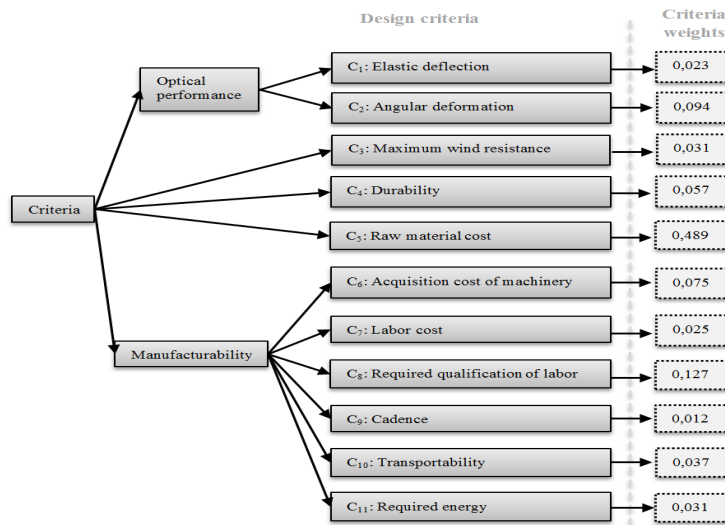 Design criteria
Criteria
weights
Optical
performance
C₁: Elastic deflection
0,023
C₂: Angular deformation
0,094
C₃: Maximum wind resistance
0,031
C₄: Durability
0,057
Criteria
C₅: Raw material cost
0,489
C₆: Acquisition cost of machinery
0,075
C₇: Labor cost
0,025
Manufacturability
C₈: Required qualification of labor
0,127
C₉: Cadence
0,012
C₁₀: Transportability
0,037
C₁₁: Required energy
0,031